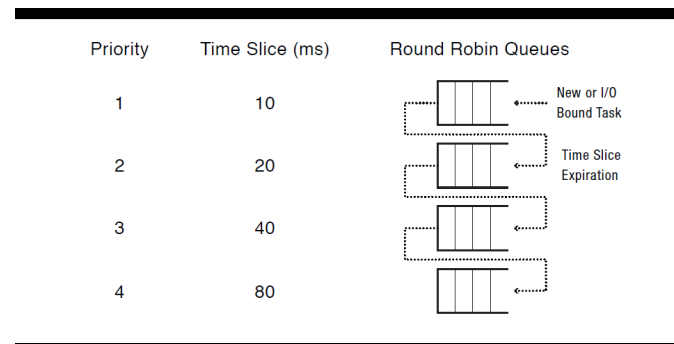 Priority Time Slice (ms) Round Robin Queues
1 10
New or I/O
Bound Task
2 20
Time Slice
Expiration
3 40
4 80